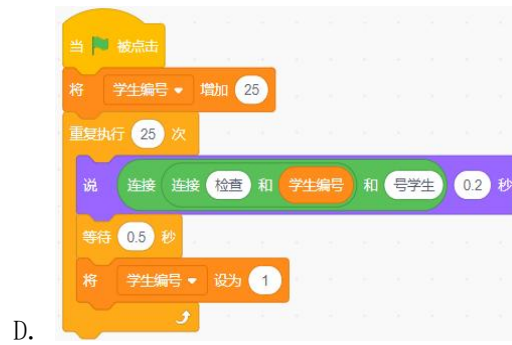 当 被点击
将 学生编号 增加 25
重复执行 25 次
说 连接 连接 检查 和 学生编号 和 号学生 0.2 秒
等待 0.5 秒
将 学生编号 设为 1
D.